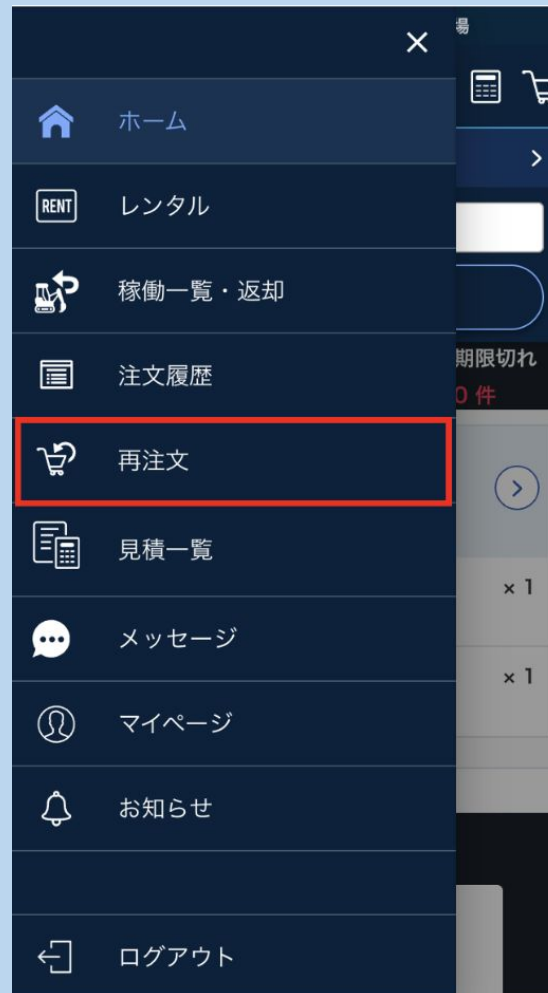 場
×
ホーム
RENT
レンタル
稼働一覧・返却
注文履歴
期限切れ
0 件
再注文
見積一覧
× 1
メッセージ
× 1
マイページ
お知らせ
ログアウト